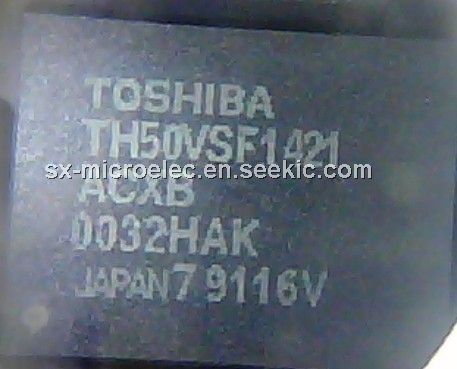 TOSHIBA
TH50VSF1421
sx-microelec.en.seekic.com
ACXB
0032HAK
JAPAN7 9116V